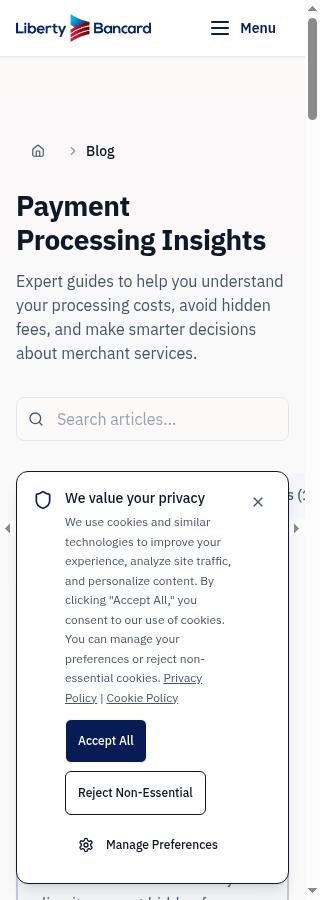 Liberty Bancard
Menu
Blog
Payment
Processing Insights
Expert guides to help you understand
your processing costs, avoid hidden
fees, and make smarter decisions
about merchant services.
Search articles...
We value your privacy
We use cookies and similar
technologies to improve your
experience, analyze site traffic,
and personalize content. By
clicking "Accept All," you
consent to our use of cookies.
You can manage your
preferences or reject non-
essential cookies. Privacy
Policy | Cookie Policy
Accept All
Reject Non-Essential
Manage Preferences